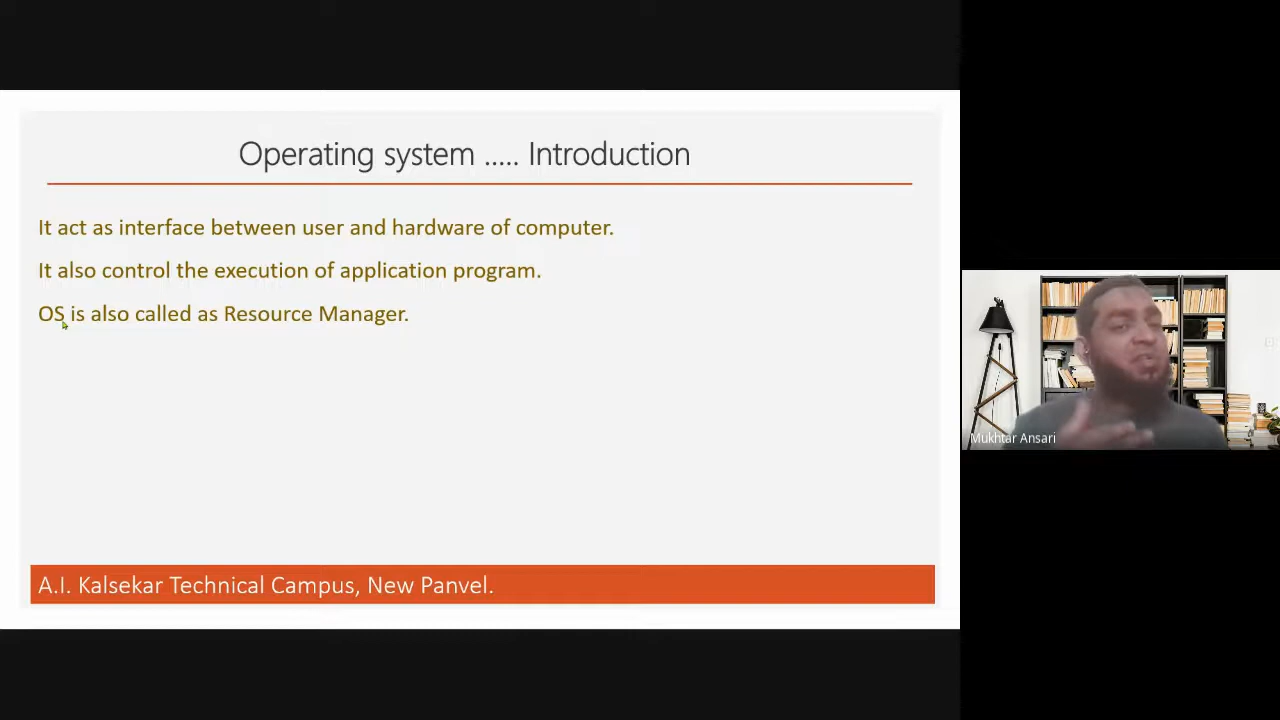 Operating system ..... Introduction
It act as interface between user and hardware of computer.
It also control the execution of application program.
OS is also called as Resource Manager.
A.I. Kalsekar Technical Campus, New Panvel.
Mukhtar Ansari